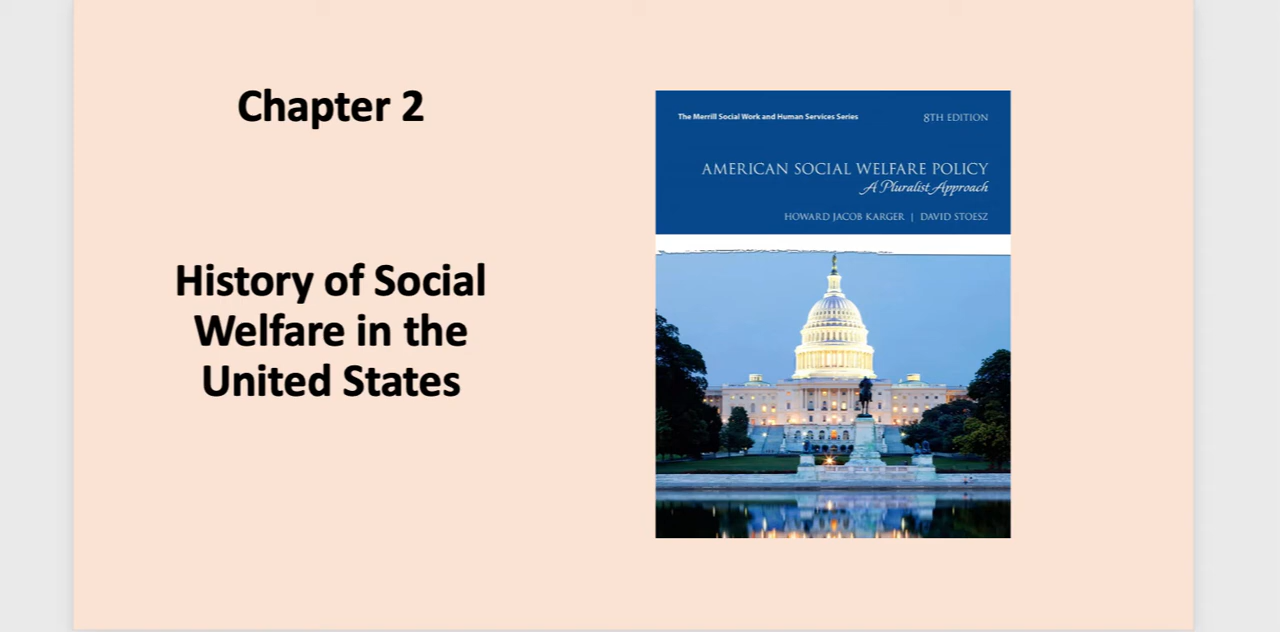 Chapter 2
History of Social
Welfare in the
United States
The Merrill Social Work and Human Services Series
8TH EDITION
AMERICAN SOCIAL WELFARE POLICY
A Pluralist Approach
HOWARD JACOB KARGER | DAVID STOESZ